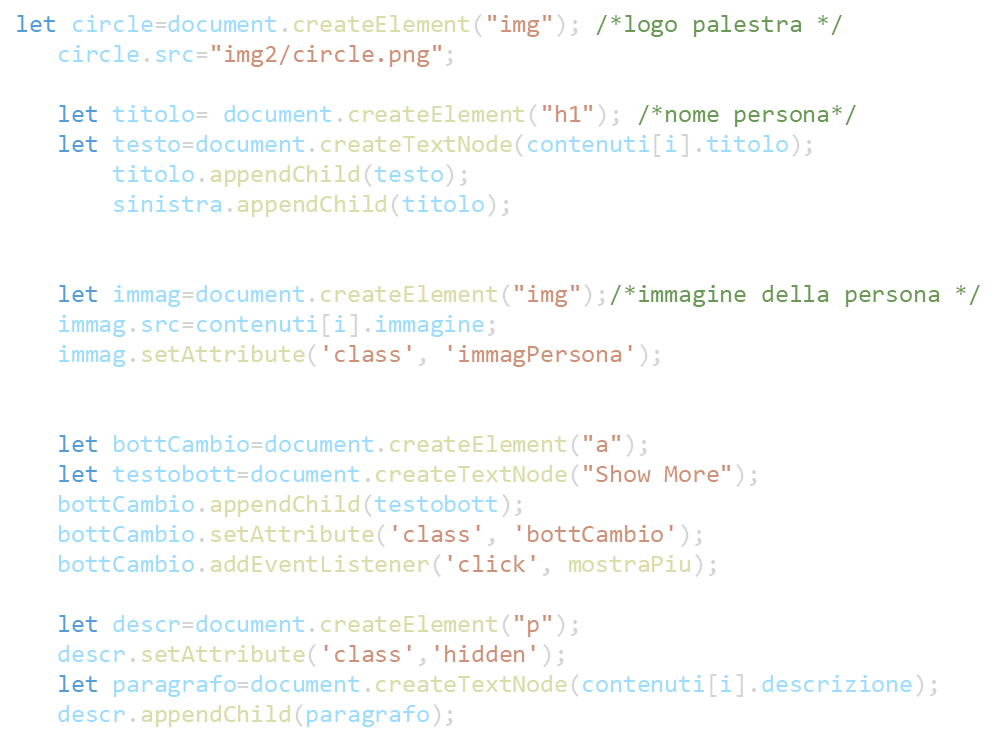 let circle=document.createElement("img"); /*logo palestra */
circle.src="img2/circle.png";
let titolo= document.createElement("h1"); /*nome persona*/
let testo=document.createTextNode(contenuti[i].titolo);
titolo.appendChild(testo);
sinistra.appendChild(titolo);
let immag=document.createElement("img");/*immagine della persona */
immag.src=contenuti[i].immagine;
immag.setAttribute('class', 'immagPersona');
let bottCambio=document.createElement("a");
let testobott=document.createTextNode("Show More");
bottCambio.appendChild(testobott);
bottCambio.setAttribute('class', 'bottCambio');
bottCambio.addEventListener('click', mostraPiu);
let descr=document.createElement("p");
descr.setAttribute('class','hidden');
let paragrafo=document.createTextNode(contenuti[i].descrizione);
descr.appendChild(paragrafo);